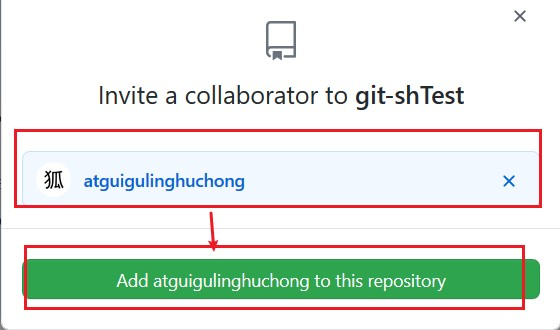 Invite a collaborator to git-shTest
狐 atguigulinghuchong
Add atguigulinghuchong to this repository